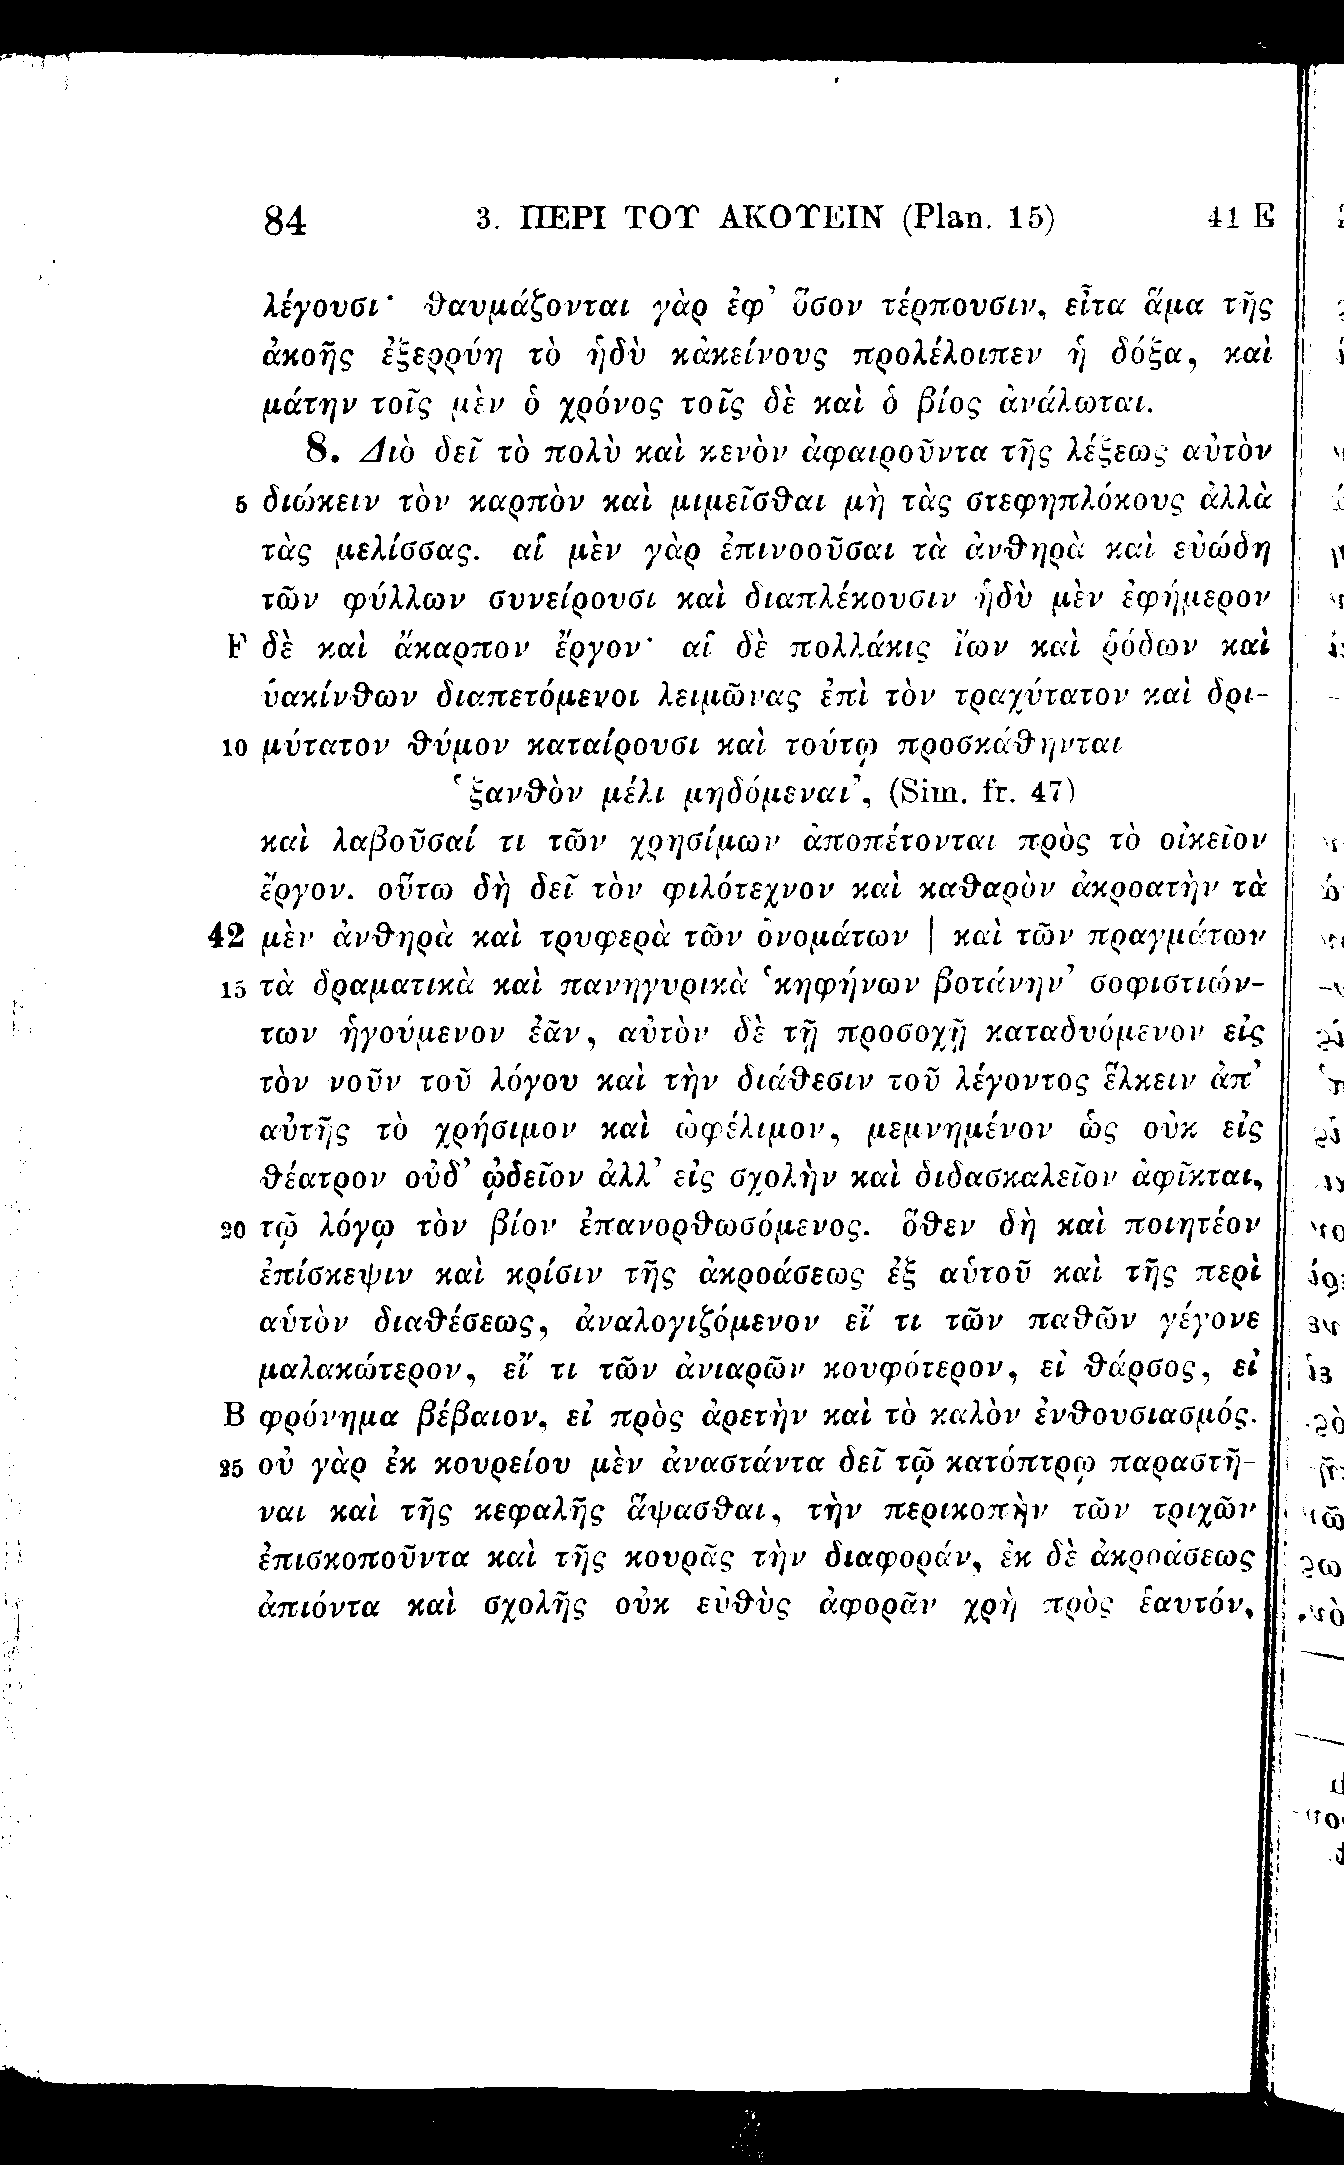 84 3. ΠΕΡΙ ΤΟΥ ΑΚΟΥΕΙΝ (Plan. 15) 41 E
λέγουσι· θαυμάζονται γὰρ ἐφ’ ὅσον τέρπουσιν, εἶτα ἅμα τῆς
ἀκοῆς ἐξερρύη τὸ ἡδὺ κἀκείνους προλέλοιπεν ἡ δόξα, καὶ
μάτην τοῖς μὲν ὁ χρόνος τοῖς δὲ καὶ ὁ βίος ἀνάλωται.
8. Διὸ δεῖ τὸ πολὺ καὶ κενὸν ἀφαιροῦντα τῆς λέξεως αὐτὸν
5 διώκειν τὸν καρπὸν καὶ μιμεῖσθαι μὴ τὰς στεφηπλόκους ἀλλὰ
τὰς μελίσσας. αἱ μὲν γὰρ ἐπινοοῦσαι τὰ ἀνθηρὰ καὶ εὐώδη
τῶν φύλλων συνείρουσι καὶ διαπλέκουσιν ἡδὺ μὲν ἐφήμερον
F δὲ καὶ ἄκαρπον ἔργον· αἱ δὲ πολλάκις ἴων καὶ ῥόδων καὶ
ὑακίνθων διαπετόμενοι λειμῶνας ἐπὶ τὸν τραχύτατον καὶ δρι-
10 μύτατον θύμον καταίρουσι καὶ τούτῳ προσκάθηνται
‘ξανθὸν μέλι μηδόμεναι’, (Sim. fr. 47)
καὶ λαβοῦσαί τι τῶν χρησίμων ἀποπέτονται πρὸς τὸ οἰκεῖον
ἔργον. οὕτω δὴ δεῖ τὸν φιλότεχνον καὶ καθαρὸν ἀκροατὴν τὰ
42 μὲν ἀνθηρὰ καὶ τρυφερὰ τῶν ὀνομάτων | καὶ τῶν πραγμάτων
15 τὰ δραματικὰ καὶ πανηγυρικὰ ‘κηφήνων βοτάνην’ σοφιστιών-
των ἡγούμενον ἐᾶν, αὐτὸν δὲ τῇ προσοχῇ καταδυόμενον εἰς
τὸν νοῦν τοῦ λόγου καὶ τὴν διάθεσιν τοῦ λέγοντος ἕλκειν ἀπ’
αὐτῆς τὸ χρήσιμον καὶ ὠφέλιμον, μεμνημένον ὡς οὐκ εἰς
θέατρον οὐδ’ ᾠδεῖον ἀλλ’ εἰς σχολὴν καὶ διδασκαλεῖον ἀφῖκται,
20 τῷ λόγῳ τὸν βίον ἐπανορθωσόμενος. ὅθεν δὴ καὶ ποιητέον
ἐπίσκεψιν καὶ κρίσιν τῆς ἀκροάσεως ἐξ αὑτοῦ καὶ τῆς περὶ
αὑτὸν διαθέσεως, ἀναλογιζόμενον εἴ τι τῶν παθῶν γέγονε
μαλακώτερον, εἴ τι τῶν ἀνιαρῶν κουφότερον, εἰ θάρσος, εἰ
B φρόνημα βέβαιον, εἰ πρὸς ἀρετὴν καὶ τὸ καλὸν ἐνθουσιασμός.
25 οὐ γὰρ ἐκ κουρείου μὲν ἀναστάντα δεῖ τῷ κατόπτρῳ παραστῆ-
ναι καὶ τῆς κεφαλῆς ἅψασθαι, τὴν περικοπὴν τῶν τριχῶν
ἐπισκοποῦντα καὶ τῆς κουρᾶς τὴν διαφοράν, ἐκ δὲ ἀκροάσεως
ἀπιόντα καὶ σχολῆς οὐκ εὐθὺς ἀφορᾶν χρὴ πρὸς ἑαυτόν,